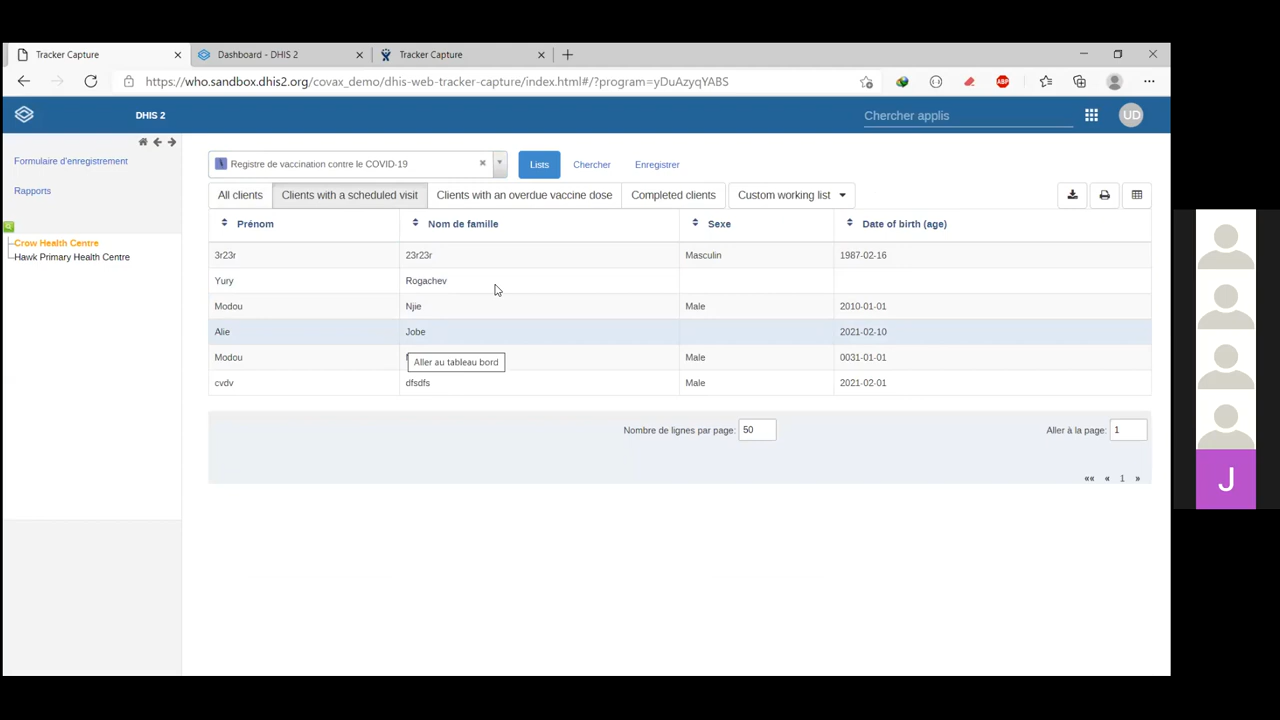 Tracker Capture
Dashboard - DHIS 2
Tracker Capture
https://who.sandbox.dhis2.org/covax_demo/dhis-web-tracker-capture/index.html#/?program=yDuAzyqYABS
ABP
DHIS 2
Chercher applis
UD
Formulaire d'enregistrement
Rapports
Crow Health Centre
Hawk Primary Health Centre
Registre de vaccination contre le COVID-19
Lists
Chercher
Enregistrer
All clients
Clients with a scheduled visit
Clients with an overdue vaccine dose
Completed clients
Custom working list
Prénom Nom de famille Sexe Date of birth (age)
3r23r 23r23r Masculin 1987-02-16
Yury Rogachev
Modou Njie Male 2010-01-01
Alie Jobe 2021-02-10
Modou Male 0031-01-01
Aller au tableau bord
cvdv dfsdfs Male 2021-02-01
Nombre de lignes par page: 50
Aller à la page: 1
«« « 1 »
J